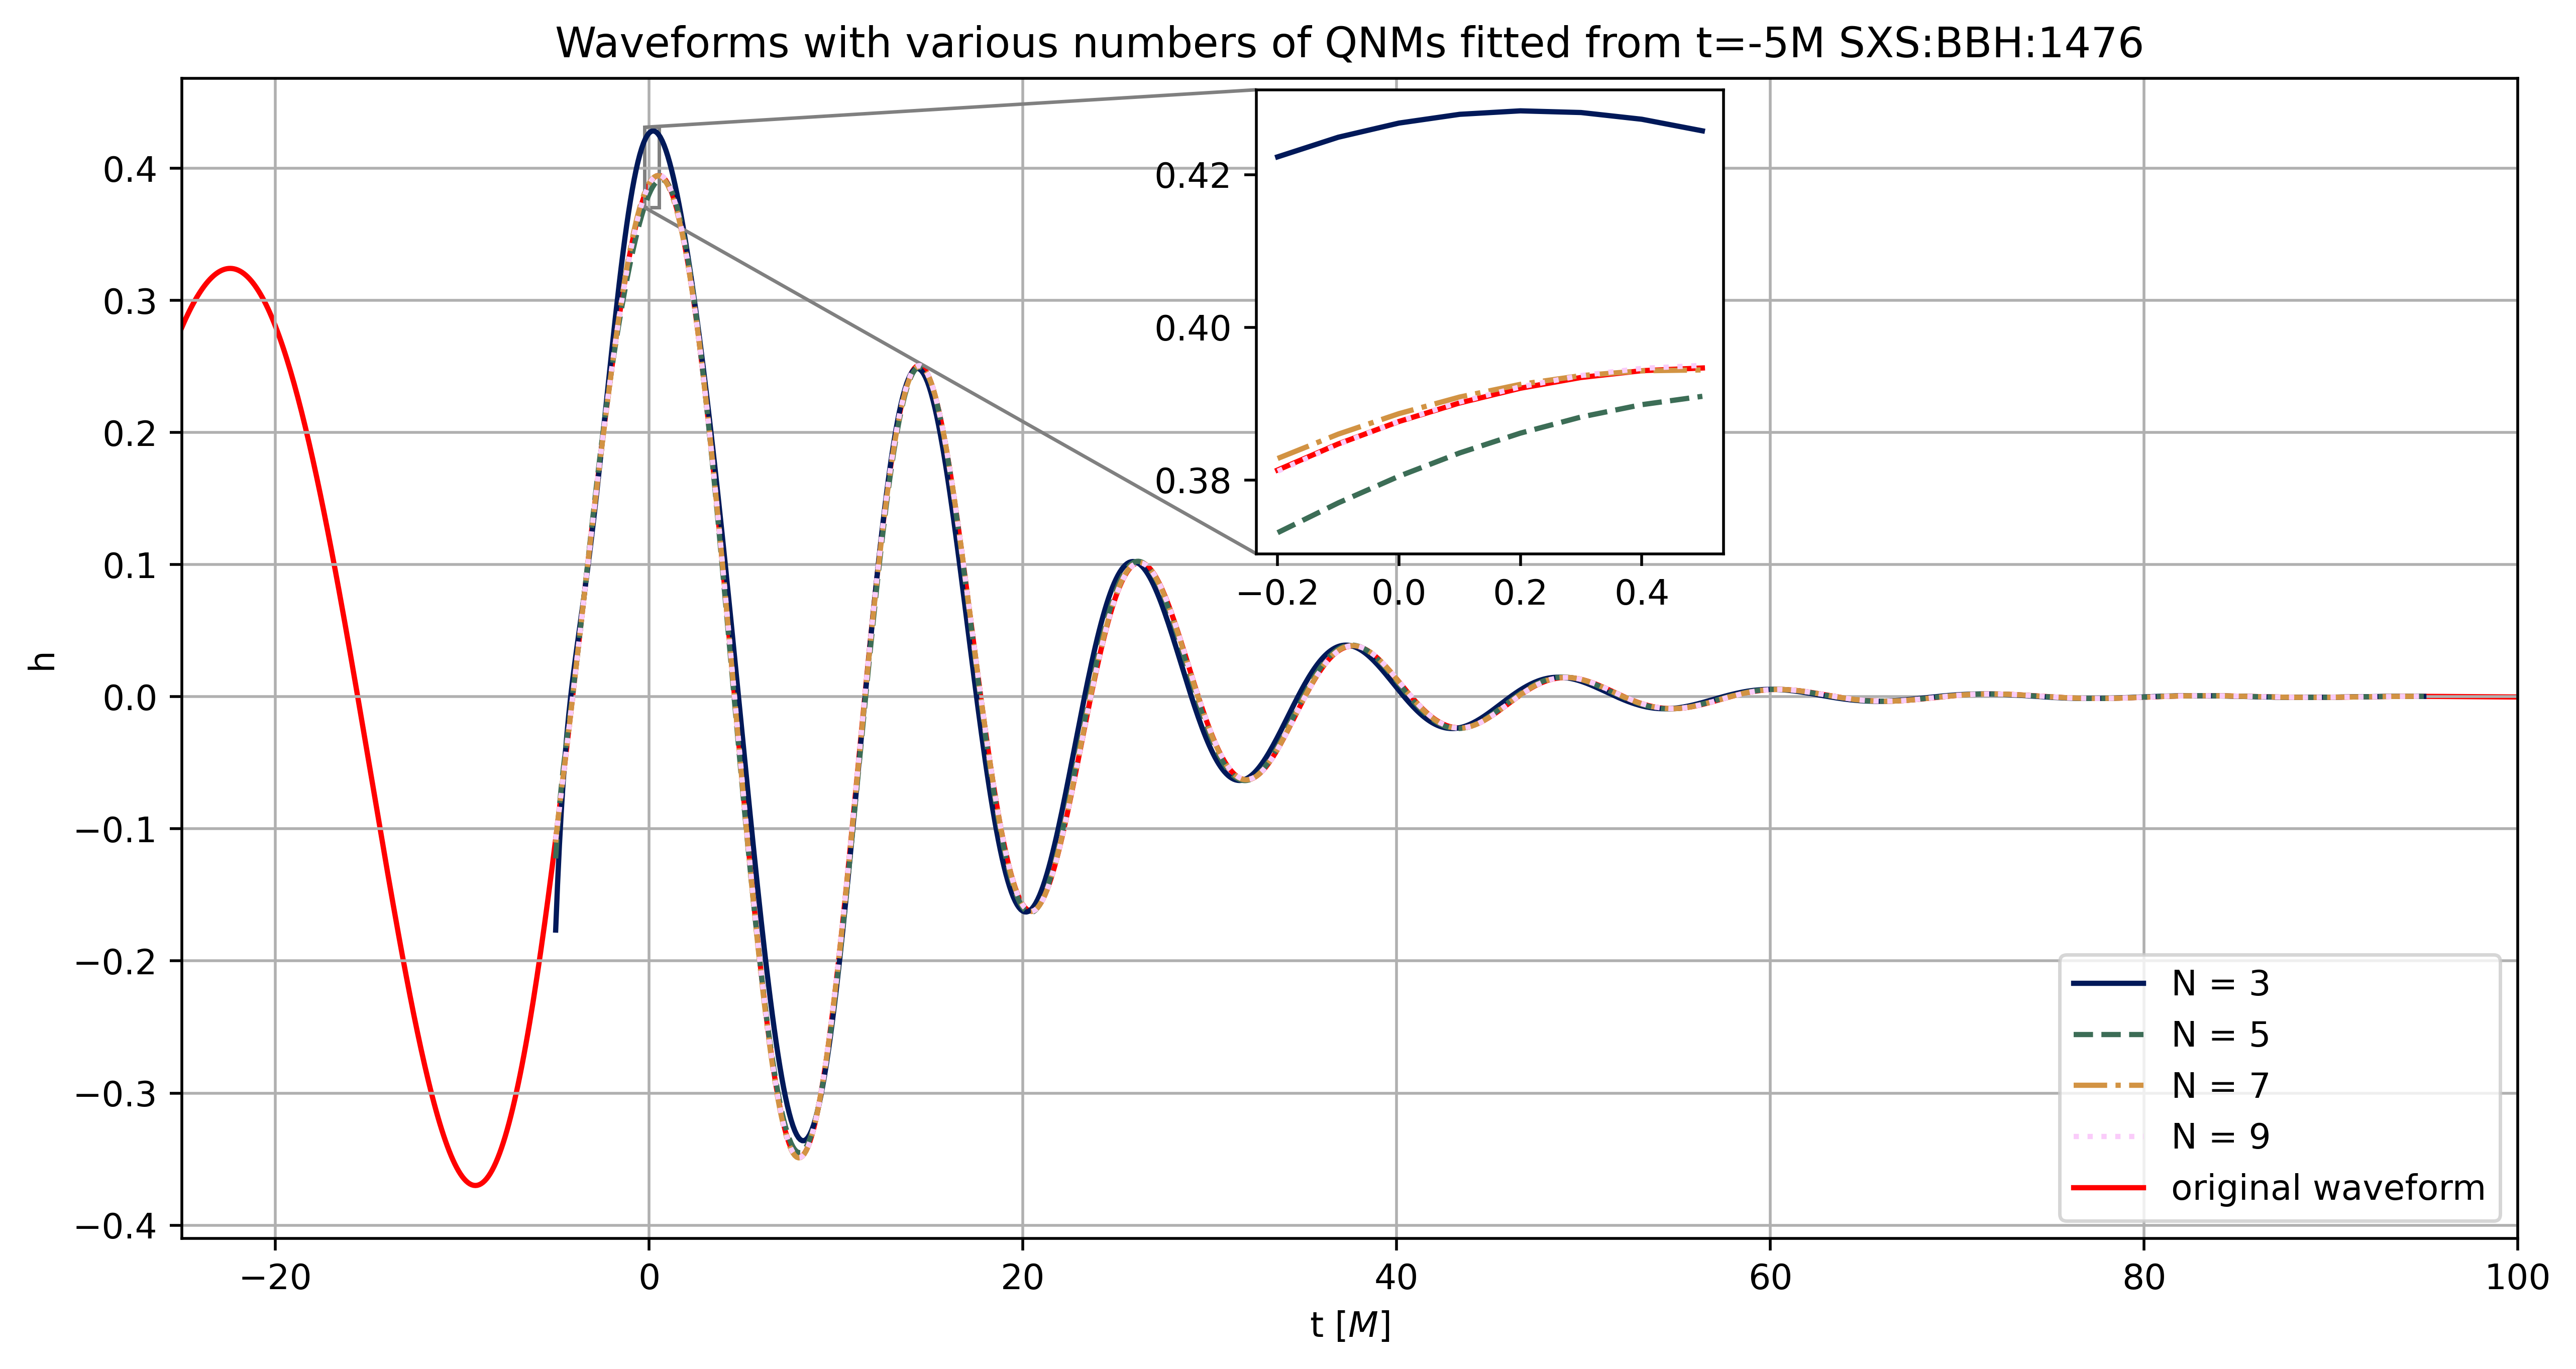 Waveforms with various numbers of QNMs fitted from t=-5M SXS:BBH:1476
h
0.4
0.3
0.2
0.1
0.0
−0.1
−0.2
−0.3
−0.4
0.42
0.40
0.38
−0.2 0.0 0.2 0.4
N = 3
N = 5
N = 7
N = 9
original waveform
−20 0 20 40 60 80 100
t [M]